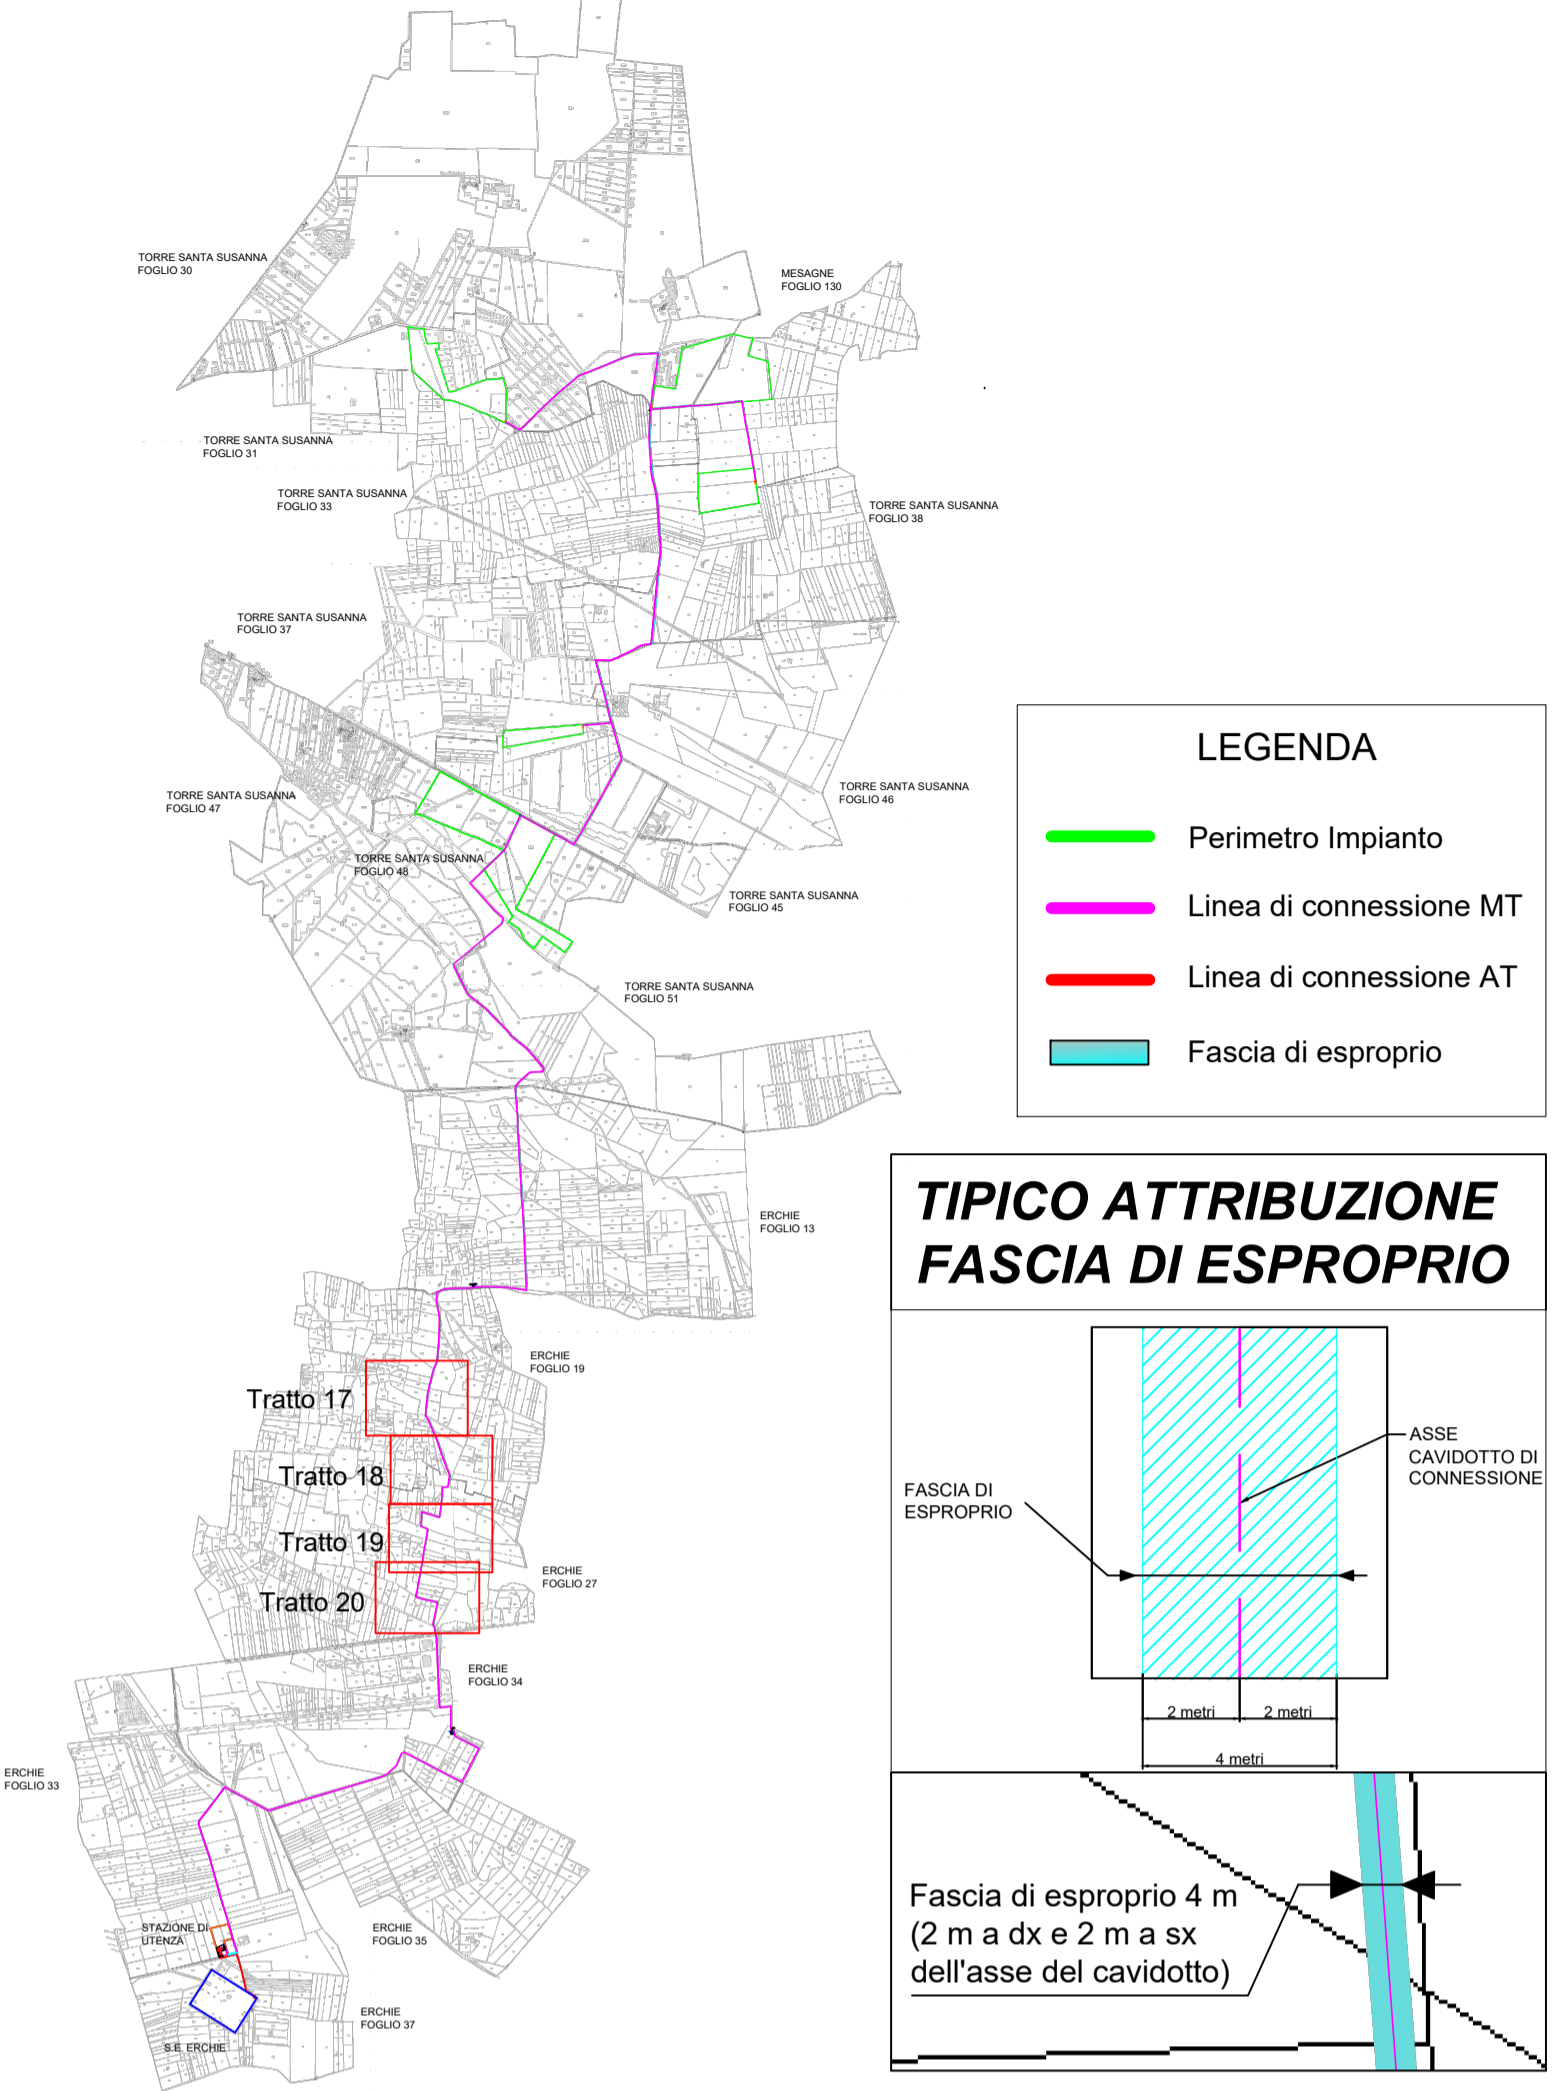 TORRE SANTA SUSANNA
FOGLIO 30
MESAGNE
FOGLIO 130
TORRE SANTA SUSANNA
FOGLIO 31
TORRE SANTA SUSANNA
FOGLIO 33
TORRE SANTA SUSANNA
FOGLIO 38
TORRE SANTA SUSANNA
FOGLIO 37
TORRE SANTA SUSANNA
FOGLIO 47
TORRE SANTA SUSANNA
FOGLIO 46
TORRE SANTA SUSANNA
FOGLIO 48
TORRE SANTA SUSANNA
FOGLIO 45
TORRE SANTA SUSANNA
FOGLIO 51
ERCHIE
FOGLIO 13
ERCHIE
FOGLIO 19
Tratto 17
Tratto 18
Tratto 19
Tratto 20
ERCHIE
FOGLIO 27
ERCHIE
FOGLIO 34
ERCHIE
FOGLIO 33
STAZIONE DI
UTENZA
ERCHIE
FOGLIO 35
ERCHIE
FOGLIO 37
S.E. ERCHIE
LEGENDA
Perimetro Impianto
Linea di connessione MT
Linea di connessione AT
Fascia di esproprio
TIPICO ATTRIBUZIONE
FASCIA DI ESPROPRIO
ASSE
CAVIDOTTO DI
CONNESSIONE
FASCIA DI
ESPROPRIO
2 metri
2 metri
4 metri
Fascia di esproprio 4 m
(2 m a dx e 2 m a sx
dell'asse del cavidotto)